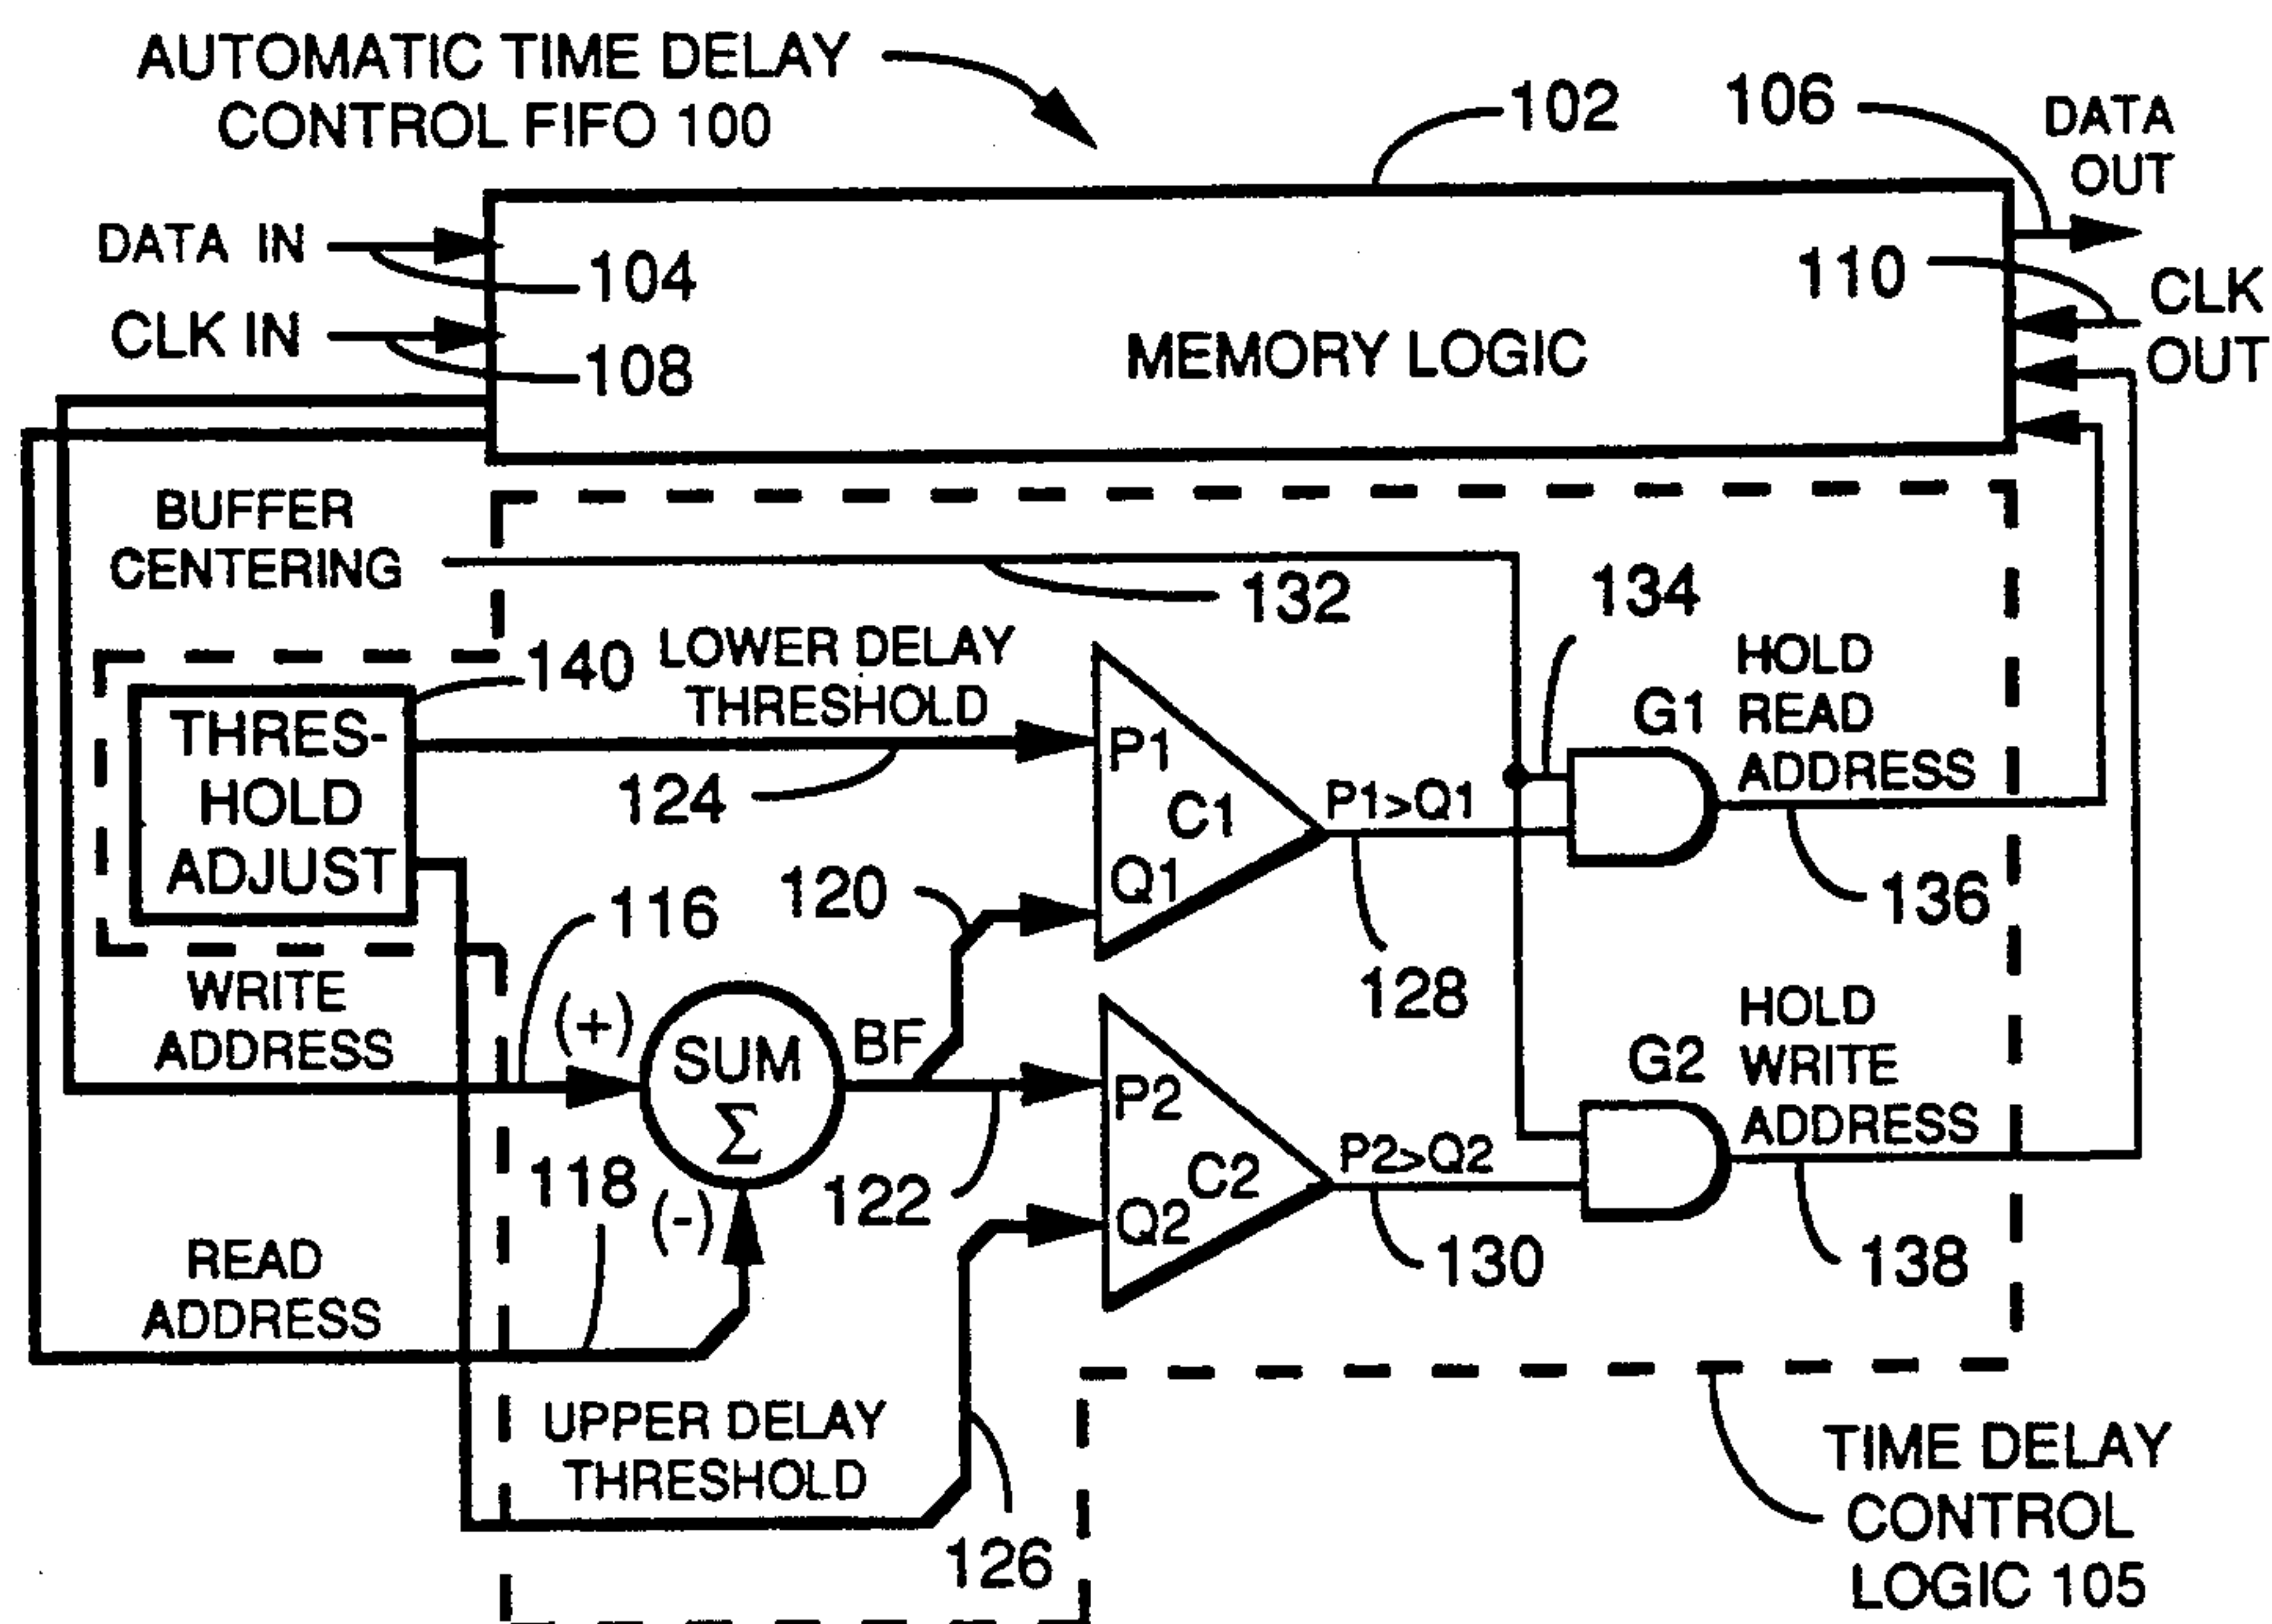 AUTOMATIC TIME DELAY
CONTROL FIFO 100
102
106
DATA
OUT
DATA IN
104
110
CLK
OUT
CLK IN
108
MEMORY LOGIC
BUFFER
CENTERING
132
134
HOLD
READ
ADDRESS
G1
140
LOWER DELAY
THRESHOLD
THRES-
HOLD
ADJUST
124
P1
C1
Q1
P1>Q1
120
116
128
136
WRITE
ADDRESS
(+)
SUM
Σ
BF
P2
C2
Q2
P2>Q2
G2
HOLD
WRITE
ADDRESS
118
(-)
122
130
138
READ
ADDRESS
UPPER DELAY
THRESHOLD
126
TIME DELAY
CONTROL
LOGIC 105